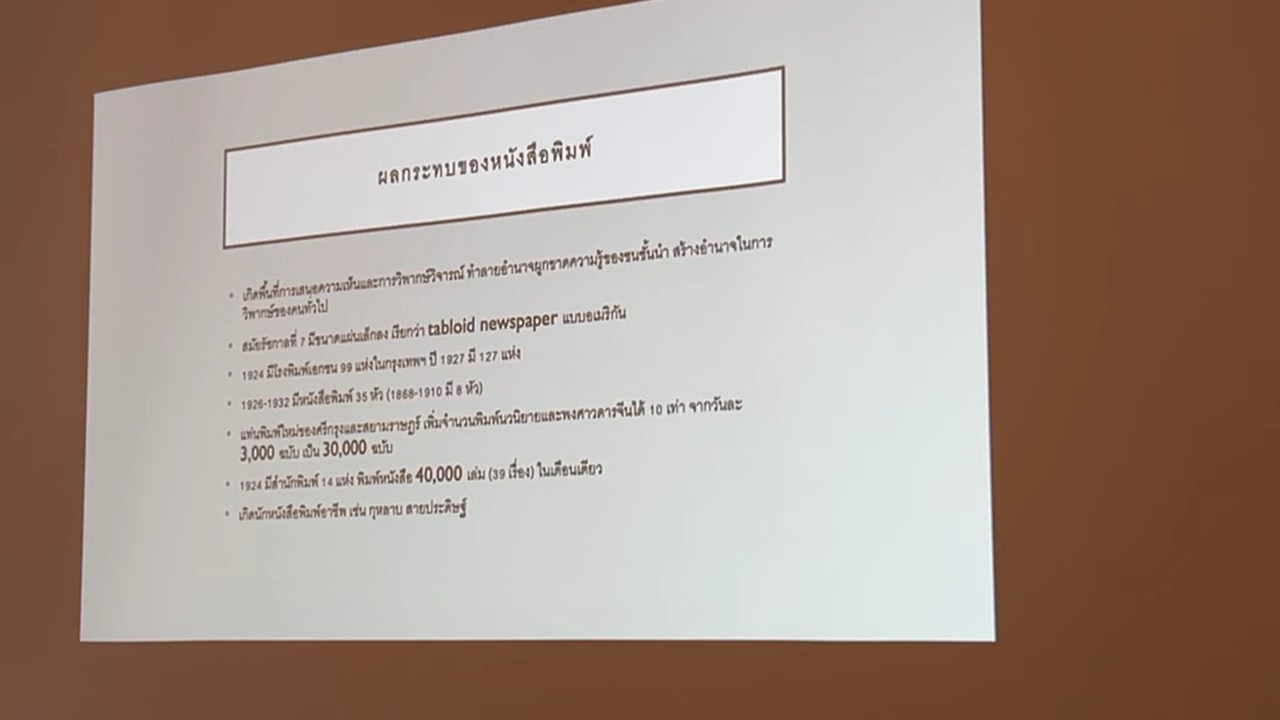 ผลกระทบของหนังสือพิมพ์
• เกิดพื้นที่การเสนอความเห็นและการวิพากษ์วิจารณ์ ทำลายอำนาจผูกขาดความรู้ของชนชั้นนำ สร้างอำนาจในการ
วิพากษ์ของคนทั่วไป
• สมัยรัชกาลที่ 7 มีขนาดแผ่นเล็กลง เรียกว่า tabloid newspaper แบบอเมริกัน
• 1924 มีโรงพิมพ์เอกชน 99 แห่งในกรุงเทพฯ ปี 1927 มี 127 แห่ง
• 1926-1932 มีหนังสือพิมพ์ 35 หัว (1868-1910 มี 8 หัว)
• แท่นพิมพ์ใหม่ของศรีกรุงและสยามราษฎร์ เพิ่มจำนวนพิมพ์นวนิยายและพงศาวดารจีนได้ 10 เท่า จากวันละ
3,000 ฉบับ เป็น 30,000 ฉบับ
• 1924 มีสำนักพิมพ์ 14 แห่ง พิมพ์หนังสือ 40,000 เล่ม (39 เรื่อง) ในเดือนเดียว
• เกิดนักหนังสือพิมพ์อาชีพ เช่น กุหลาบ สายประดิษฐ์